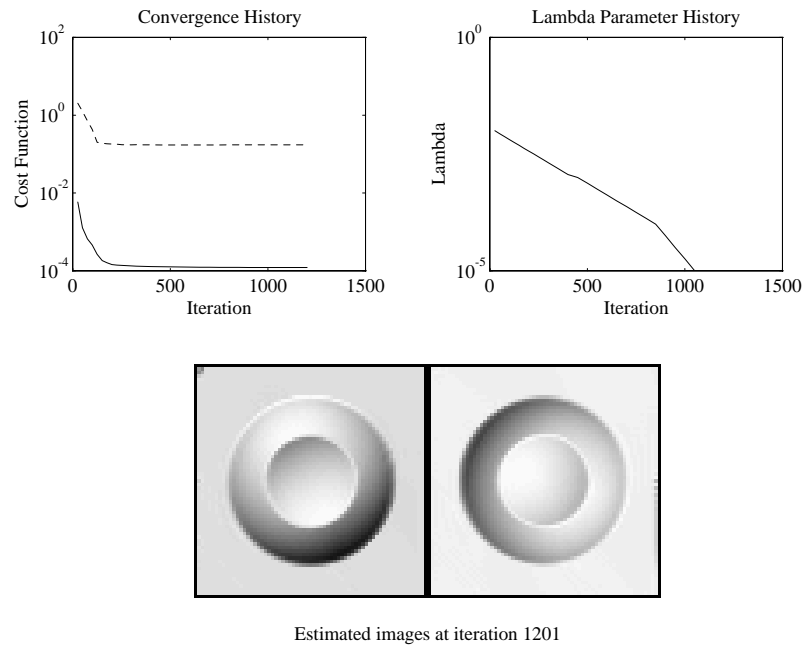 Convergence History
10^2
10^0
10^-2
10^-4
Cost Function
0 500 1000 1500
Iteration
Lambda Parameter History
10^0
10^-5
Lambda
0 500 1000 1500
Iteration
Estimated images at iteration 1201